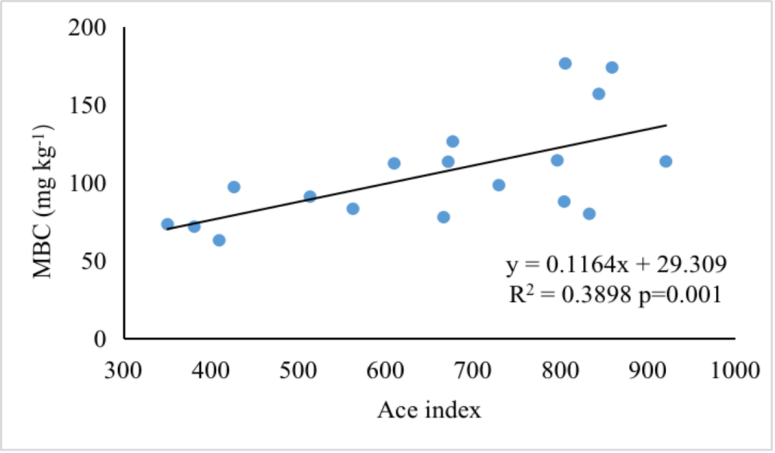 200
150
100
50
0
MBC (mg kg-1)
300 400 500 600 700 800 900 1000
Ace index
y = 0.1164x + 29.309
R² = 0.3898 p=0.001